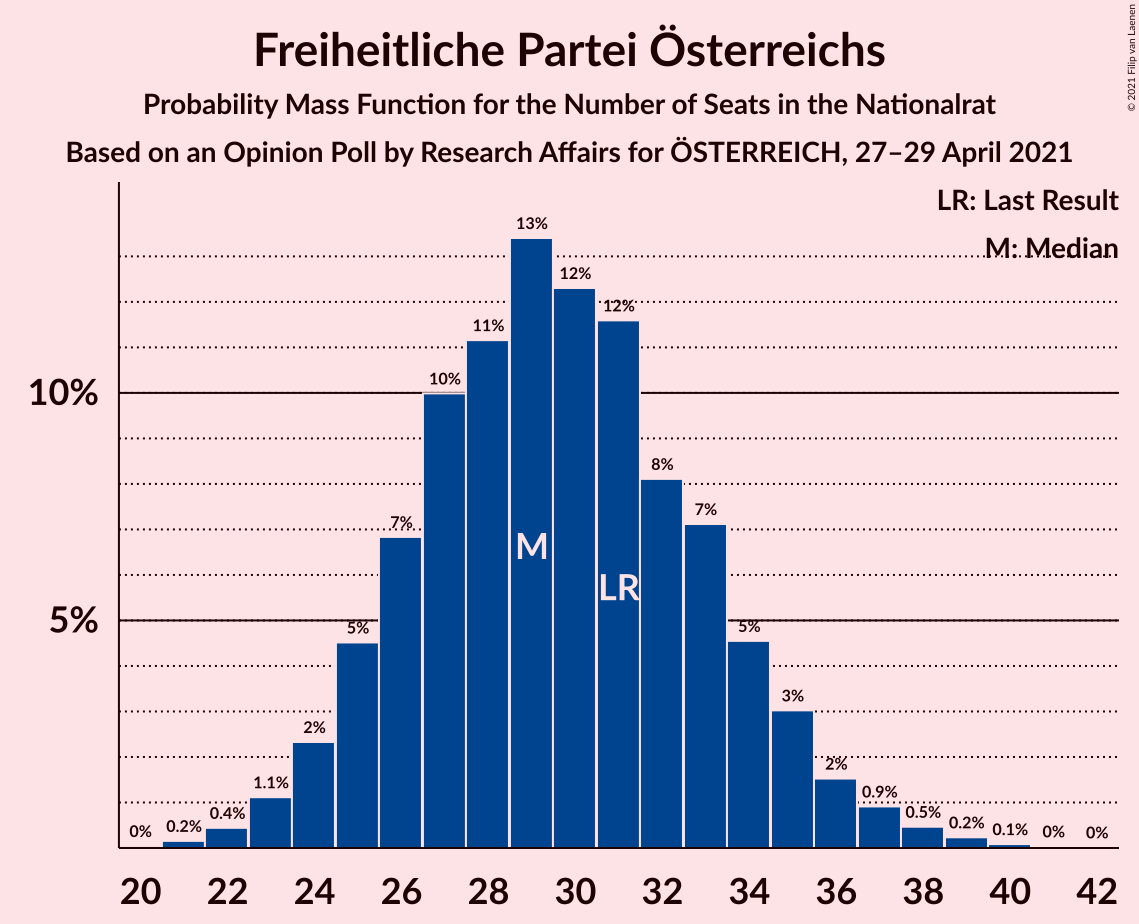 Freiheitliche Partei Österreichs
Probability Mass Function for the Number of Seats in the Nationalrat
Based on an Opinion Poll by Research Affairs for ÖSTERREICH, 27–29 April 2021
© 2021 Filip van Laenen
LR: Last Result
M: Median
10%
5%
0%
0.2%
0.4%
1.1%
2%
5%
7%
10%
11%
13%
12%
12%
8%
7%
5%
3%
2%
0.9%
0.5%
0.2%
0.1%
0%
0%
M
LR
20 22 24 26 28 30 32 34 36 38 40 42